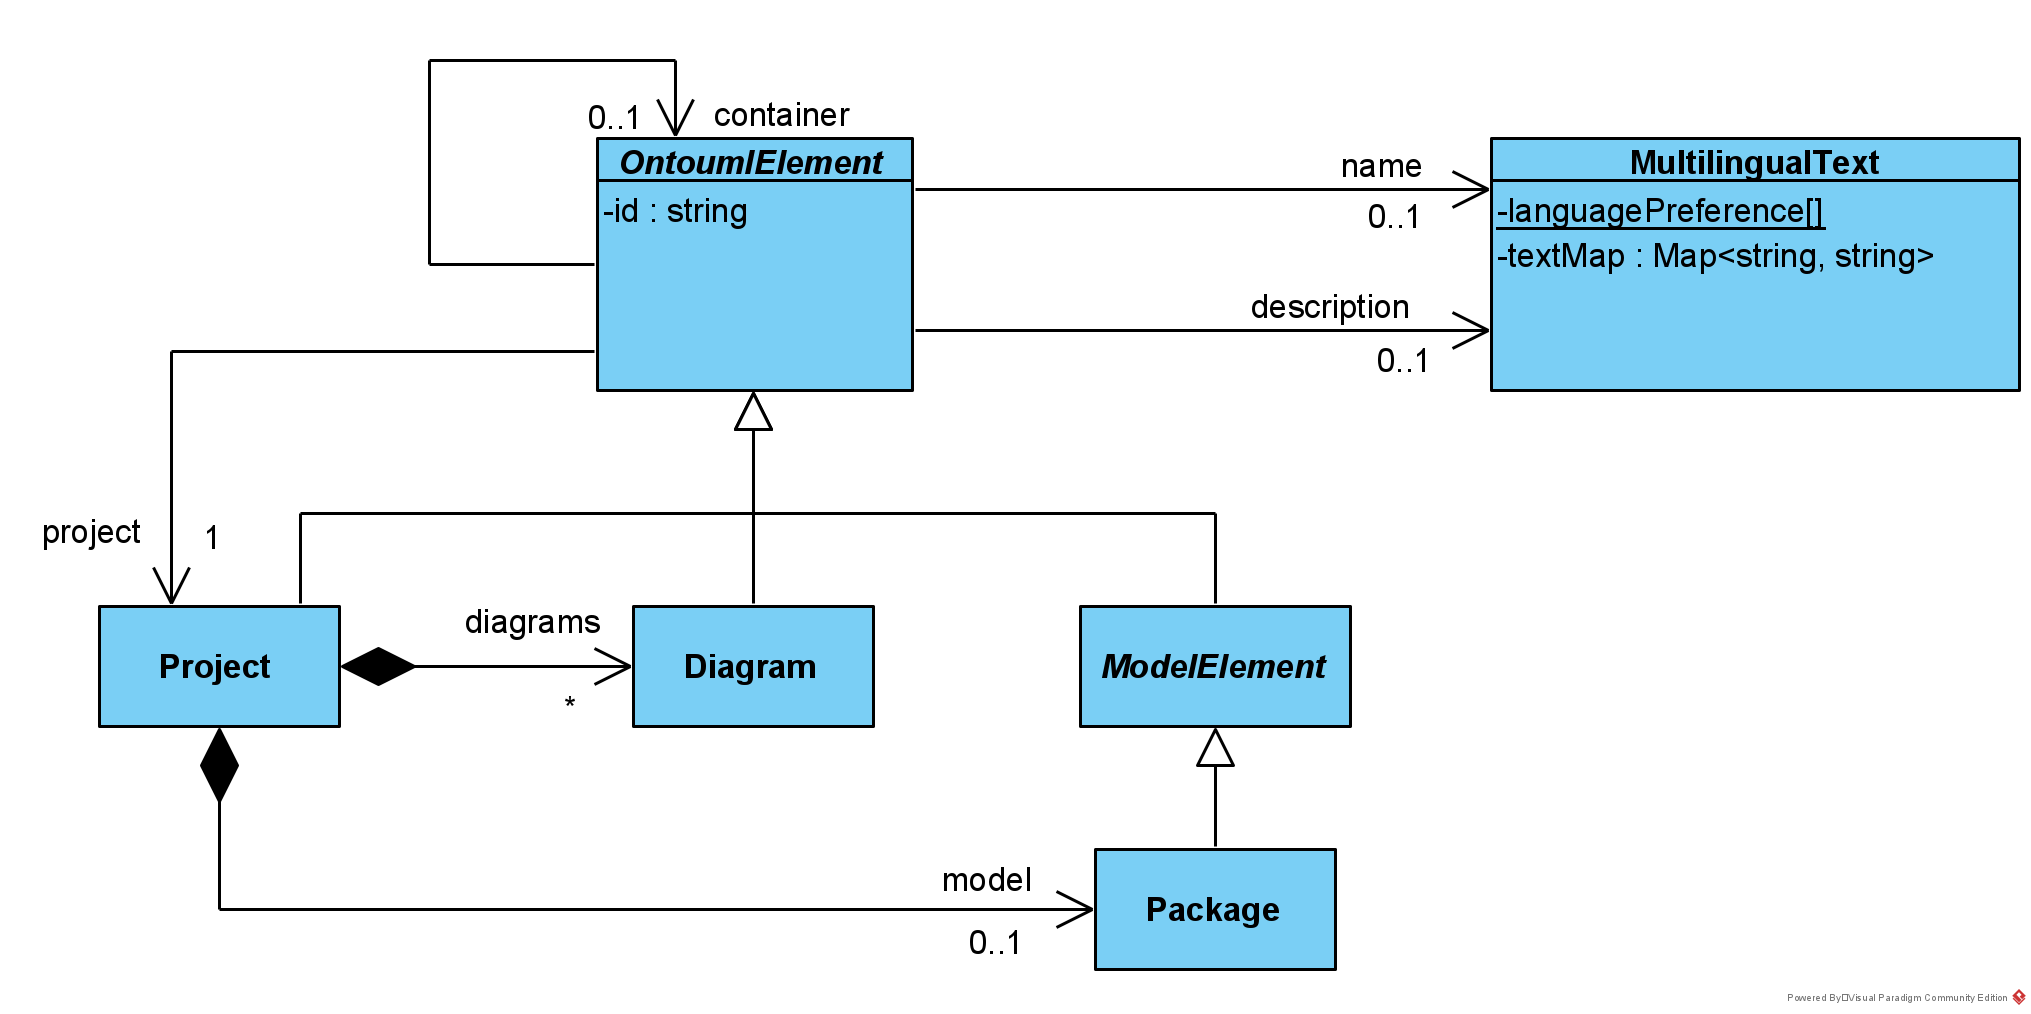 0..1 container
OntoumlElement
-id : string
name
0..1
description
0..1
MultilingualText
-languagePreference[]
-textMap : Map<string, string>
project 1
Project
diagrams
*
Diagram
ModelElement
model
0..1
Package
Powered By Visual Paradigm Community Edition